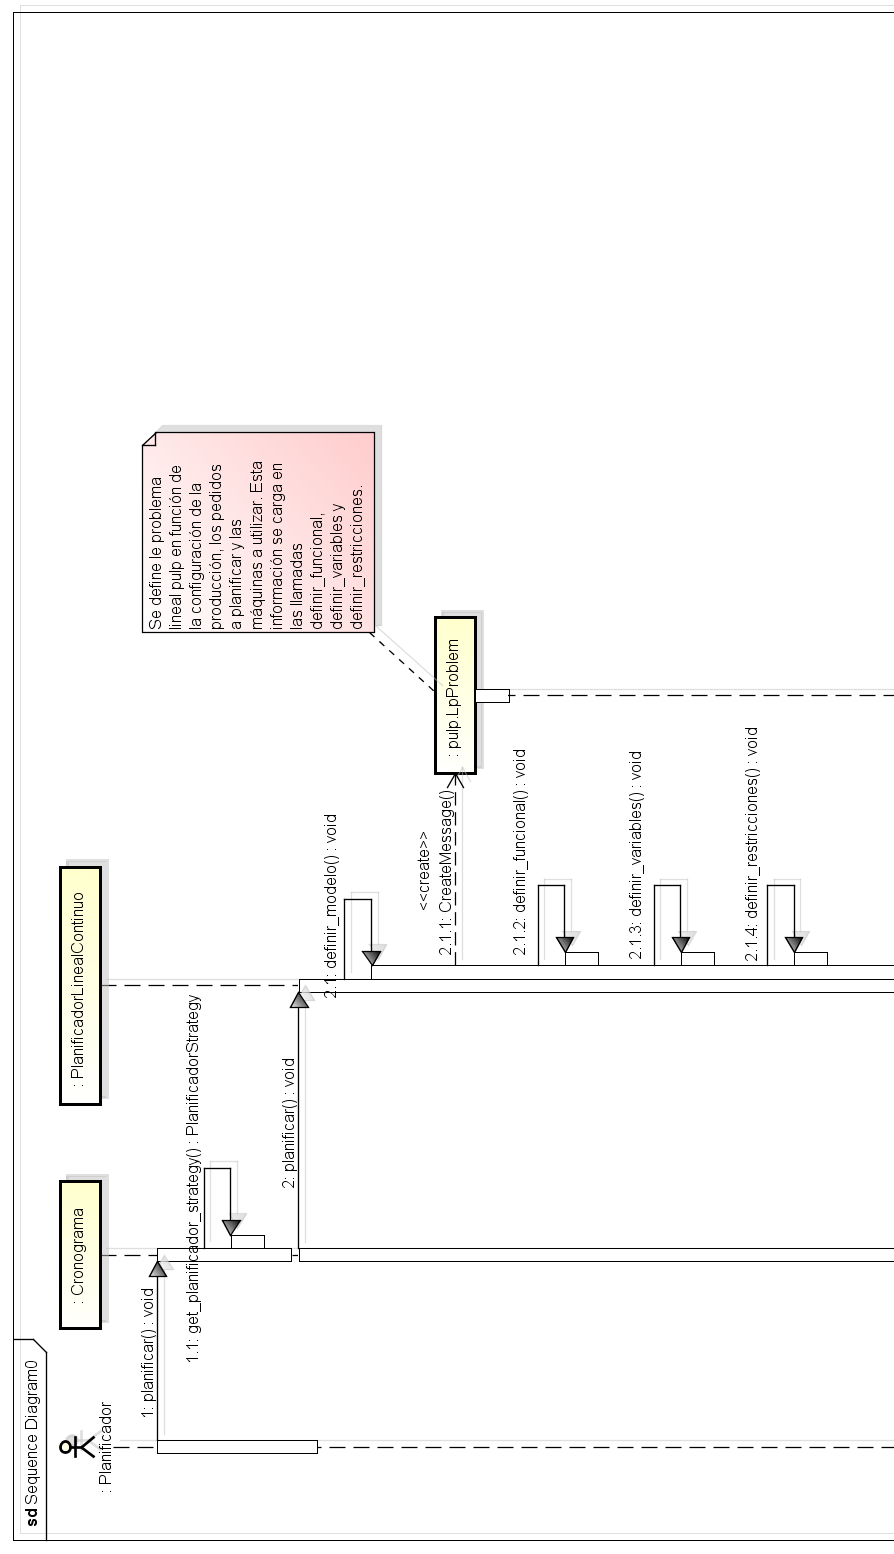 sd Sequence Diagram0
: Planificador
: Cronograma
: PlanificadorLinealContinuo
1: planificar() : void
1.1: get_planificador_strategy() : PlanificadorStrategy
2: planificar() : void
2.1: definir_modelo() : void
<<create>>
2.1.1: CreateMessage()
: pulp.LpProblem
Se define le problema
lineal pulp en función de
la configuración de la
producción, los pedidos
a planificar y las
máquinas a utilizar. Esta
información se carga en
las llamadas
definir_funcional,
definir_variables y
definir_restricciones.
2.1.2: definir_funcional() : void
2.1.3: definir_variables() : void
2.1.4: definir_restricciones() : void